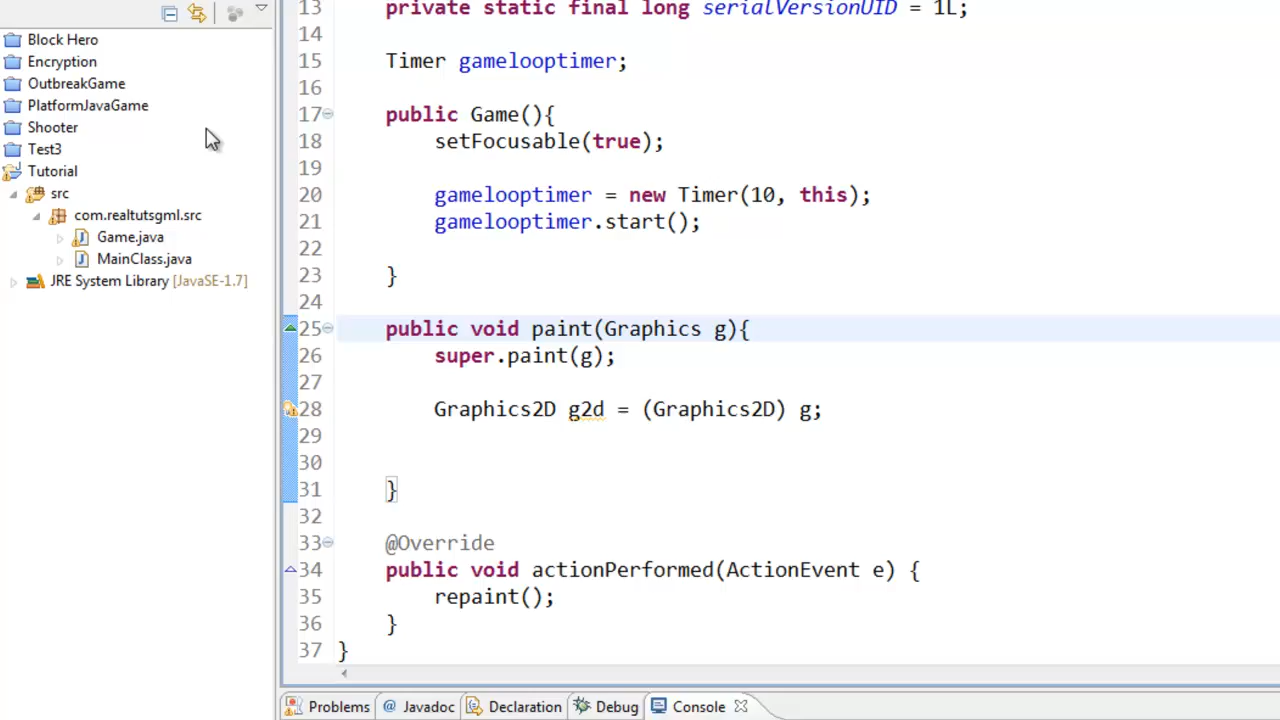 Block Hero
Encryption
OutbreakGame
PlatformJavaGame
Shooter
Test3
Tutorial
src
com.realtutsgml.src
Game.java
MainClass.java
JRE System Library [JavaSE-1.7]
13 private static final long serialVersionUID = 1L;
14
15 Timer gamelooptimer;
16
17 public Game(){
18 setFocusable(true);
19
20 gamelooptimer = new Timer(10, this);
21 gamelooptimer.start();
22
23 }
24
25 public void paint(Graphics g){
26 super.paint(g);
27
28 Graphics2D g2d = (Graphics2D) g;
29
30
31 }
32
33 @Override
34 public void actionPerformed(ActionEvent e) {
35 repaint();
36 }
37 }
Problems @ Javadoc Declaration Debug Console